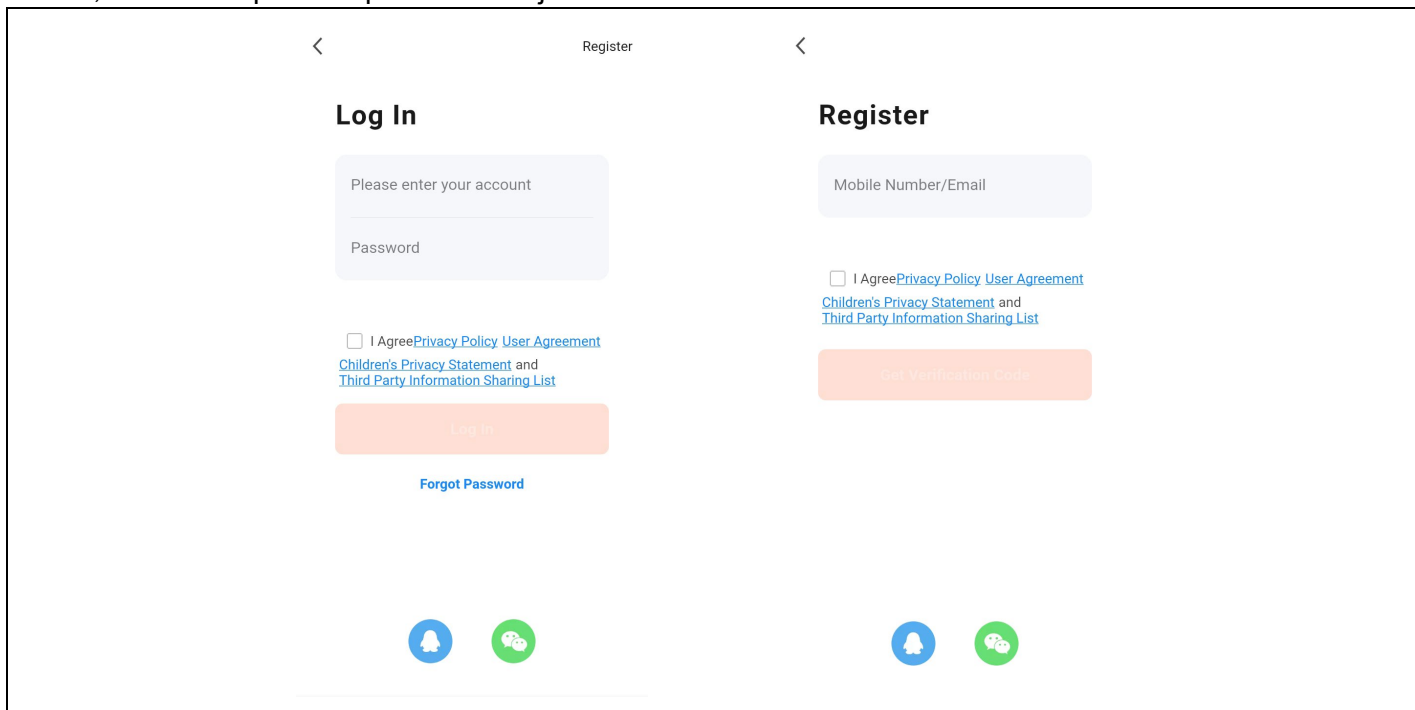 Register
Log In
Please enter your account
Password
I AgreePrivacy Policy User Agreement
Children's Privacy Statement and
Third Party Information Sharing List
Log In
Forgot Password
Register
Mobile Number/Email
I AgreePrivacy Policy User Agreement
Children's Privacy Statement and
Third Party Information Sharing List
Get Verification Code